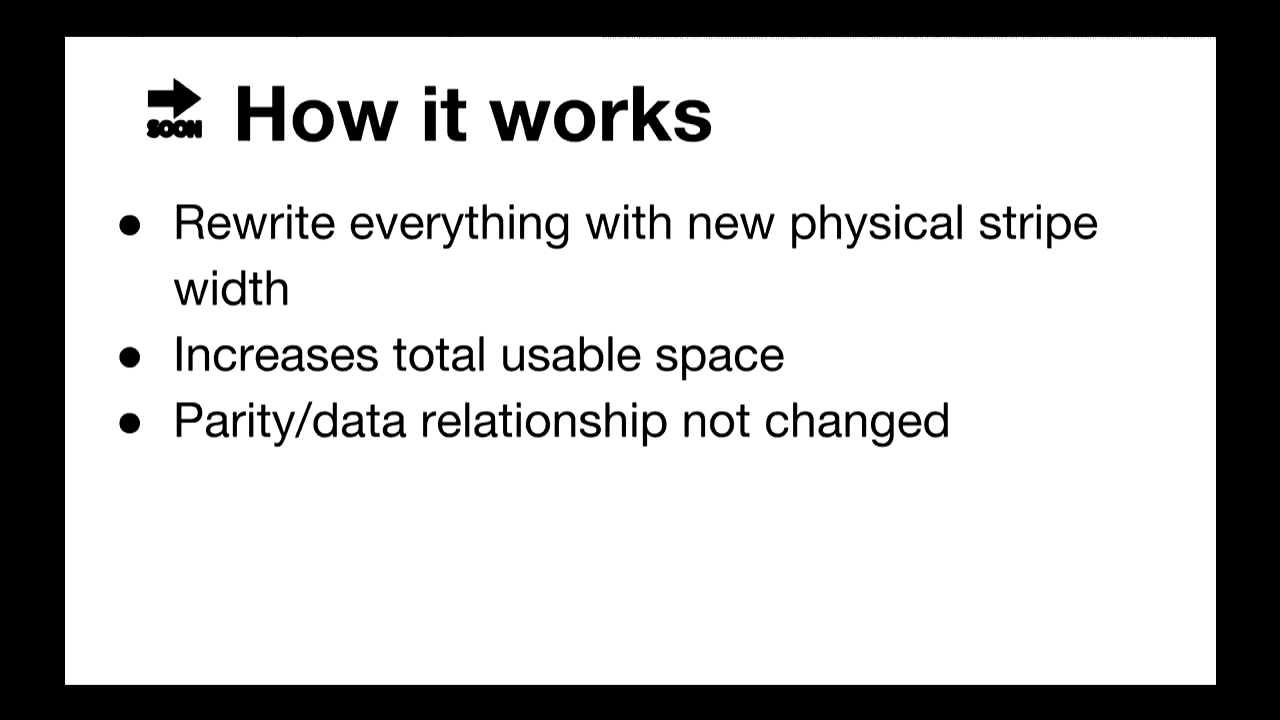 SOON
How it works
● Rewrite everything with new physical stripe
width
● Increases total usable space
● Parity/data relationship not changed